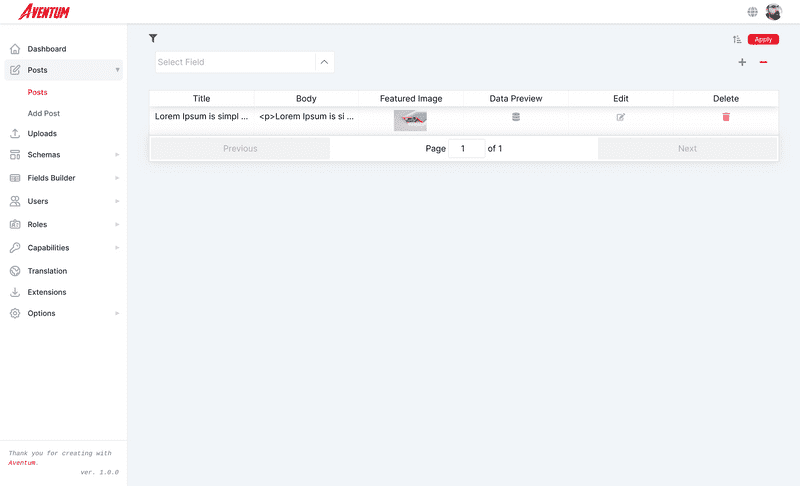 AVENTUM
Dashboard
Posts
Posts
Add Post
Uploads
Schemas
Fields Builder
Users
Roles
Capabilities
Translation
Extensions
Options
Thank you for creating with
Aventum.
ver. 1.0.0
Apply
Select Field
Title Body Featured Image Data Preview Edit Delete
Lorem Ipsum is simpl ... <p>Lorem Ipsum is si ...
Previous Page 1 of 1 Next